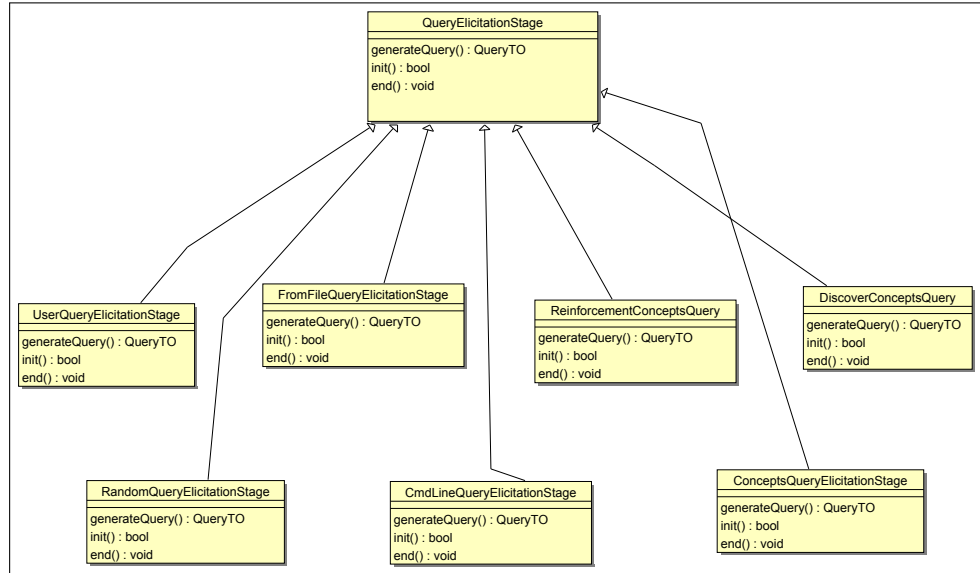 QueryElicitationStage
generateQuery() : QueryTO
init() : bool
end() : void
UserQueryElicitationStage
generateQuery() : QueryTO
init() : bool
end() : void
FromFileQueryElicitationStage
generateQuery() : QueryTO
init() : bool
end() : void
ReinforcementConceptsQuery
generateQuery() : QueryTO
init() : bool
end() : void
DiscoverConceptsQuery
generateQuery() : QueryTO
init() : bool
end() : void
RandomQueryElicitationStage
generateQuery() : QueryTO
init() : bool
end() : void
CmdLineQueryElicitationStage
generateQuery() : QueryTO
init() : bool
end() : void
ConceptsQueryElicitationStage
generateQuery() : QueryTO
init() : bool
end() : void